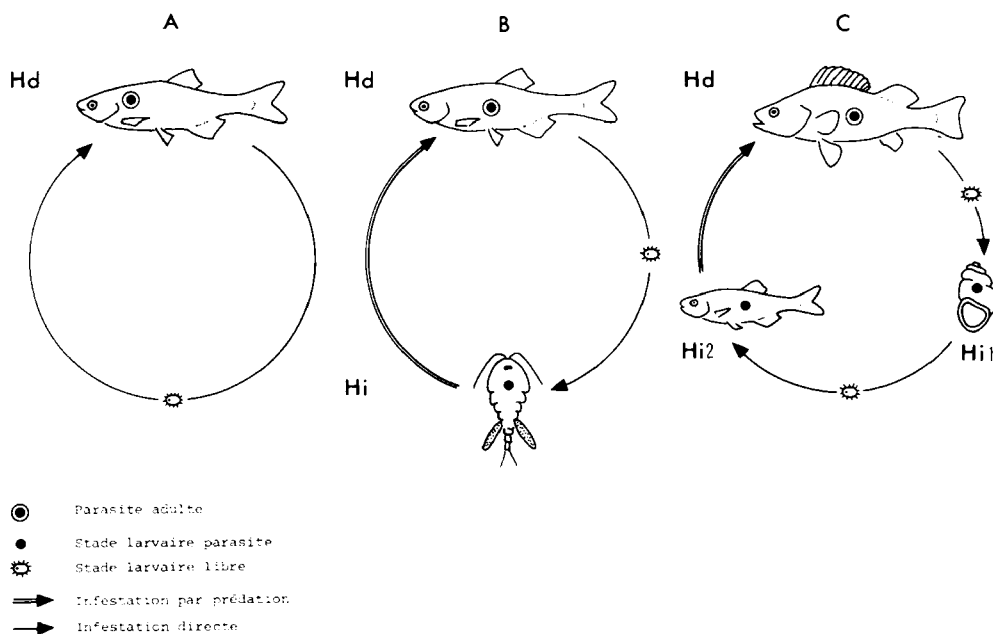 A B C
Hd Hd Hd
Hi2 Hi1
Hi
Parasite adulte
Stade larvaire parasite
Stade larvaire libre
Infestation par prédation
Infestation directe